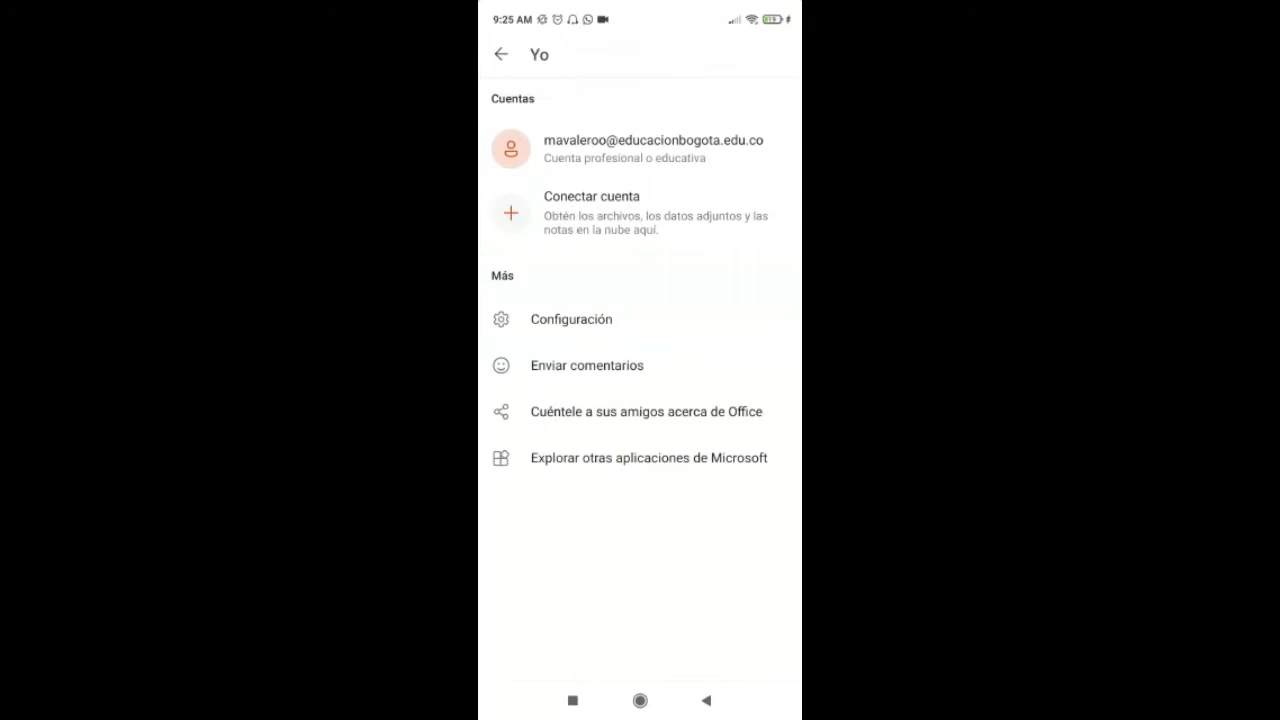 9:25 AM
Yo
Cuentas
mavaleroo@educacionbogota.edu.co
Cuenta profesional o educativa
Conectar cuenta
Obtén los archivos, los datos adjuntos y las
notas en la nube aquí.
Más
Configuración
Enviar comentarios
Cuéntele a sus amigos acerca de Office
Explorar otras aplicaciones de Microsoft